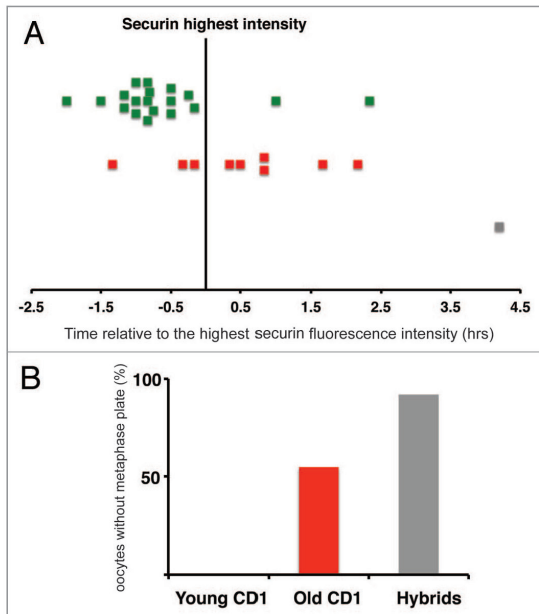 A
Securin highest intensity
-2.5 -1.5 -0.5 0.5 1.5 2.5 3.5 4.5
Time relative to the highest securin fluorescence intensity (hrs)
B
oocytes without metaphase plate (%)
100
50
Young CD1 Old CD1 Hybrids